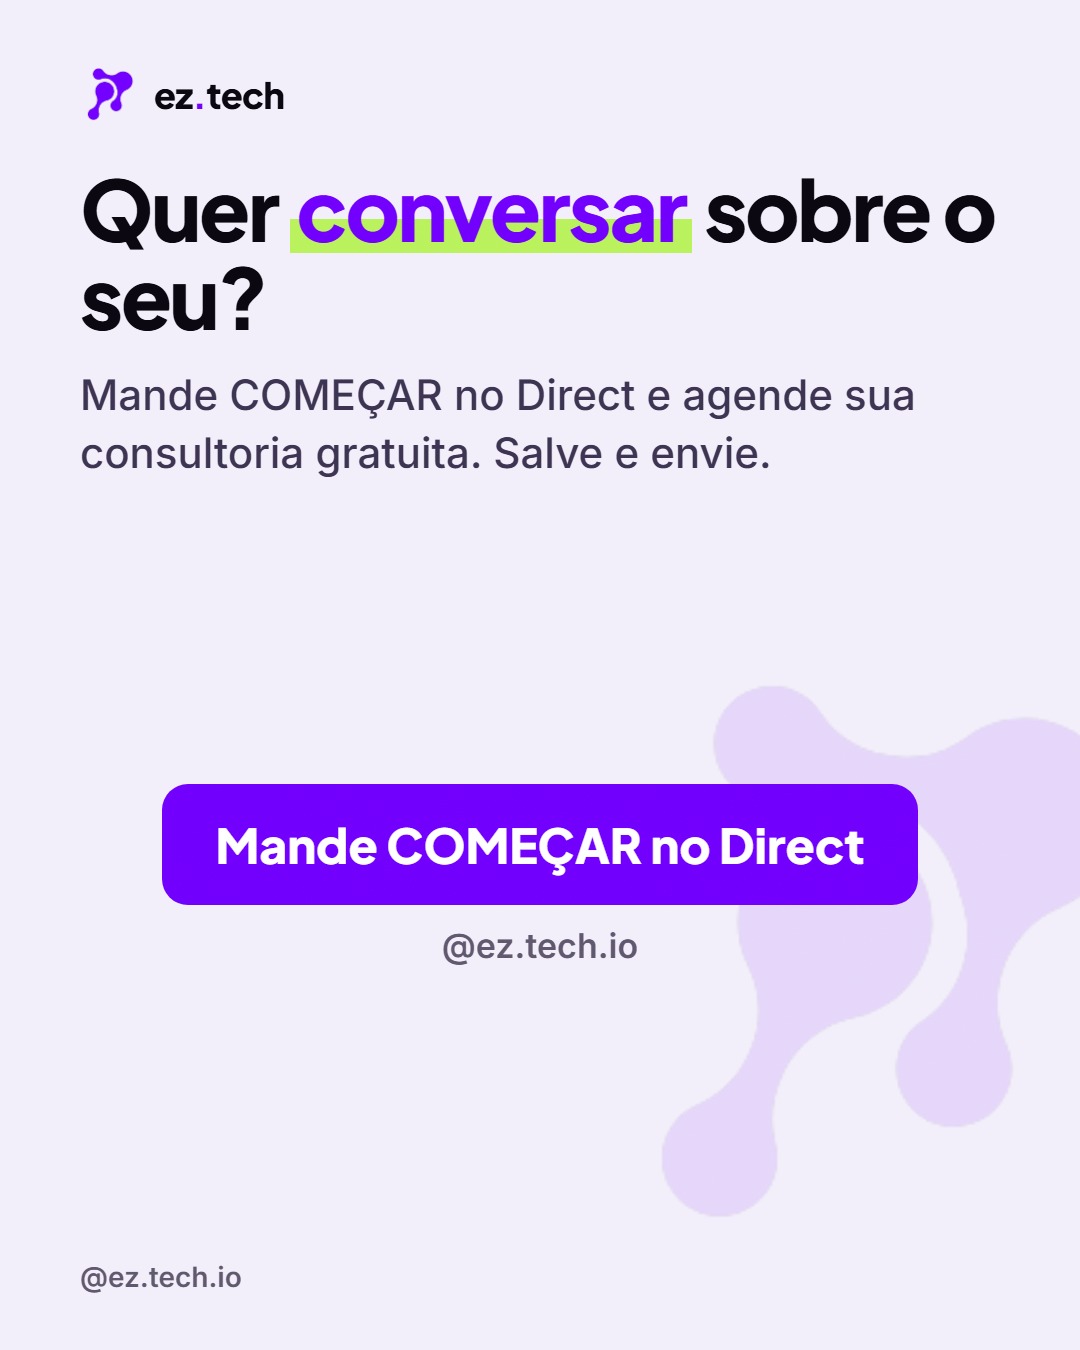 ez.tech
Quer conversar sobre o
seu?
Mande COMEÇAR no Direct e agende sua
consultoria gratuita. Salve e envie.
Mande COMEÇAR no Direct
@ez.tech.io
@ez.tech.io